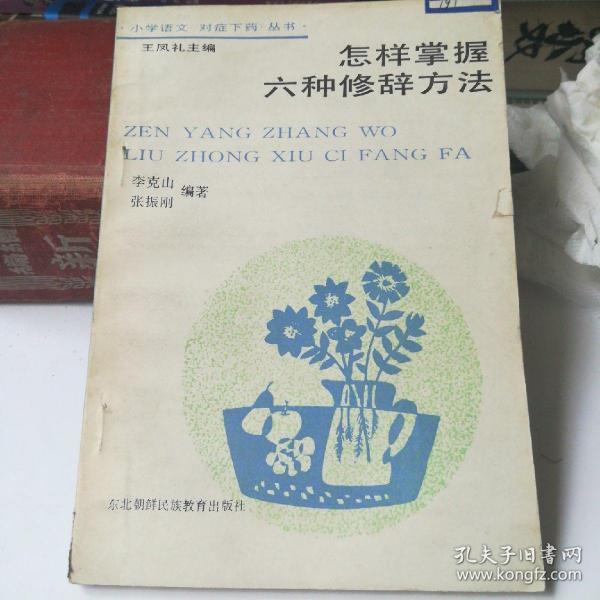 ·小学语文〈对症下药〉丛书·
王凤礼主编
怎样掌握
六种修辞方法
ZEN YANG ZHANG WO
LIU ZHONG XIU CI FANG FA
李克山
张振刚
编著
东北朝鲜民族教育出版社
孔夫子旧书网
www.kongfz.com